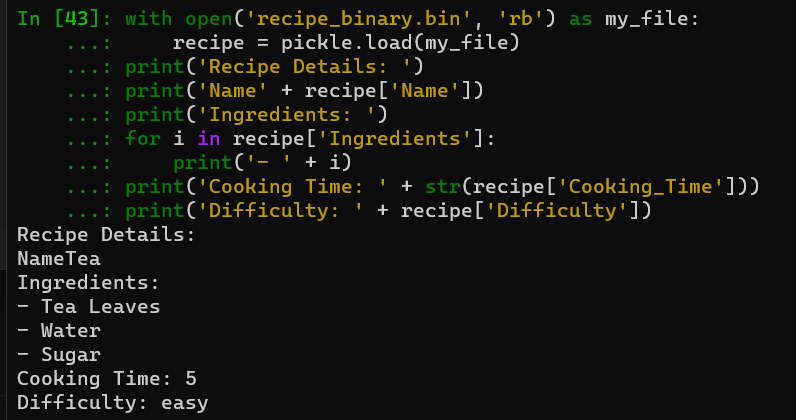 In [43]: with open('recipe_binary.bin', 'rb') as my_file:
    ...:     recipe = pickle.load(my_file)
    ...: print('Recipe Details: ')
    ...: print('Name' + recipe['Name'])
    ...: print('Ingredients: ')
    ...: for i in recipe['Ingredients']:
    ...:     print('- ' + i)
    ...: print('Cooking Time: ' + str(recipe['Cooking_Time']))
    ...: print('Difficulty: ' + recipe['Difficulty'])
Recipe Details:
NameTea
Ingredients:
- Tea Leaves
- Water
- Sugar
Cooking Time: 5
Difficulty: easy